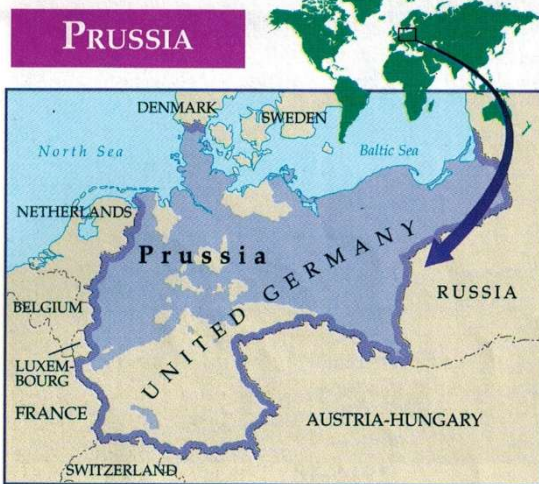 PRUSSIA
DENMARK
SWEDEN
North Sea
Baltic Sea
NETHERLANDS
Prussia
UNITED GERMANY
RUSSIA
BELGIUM
LUXEM-
BOURG
FRANCE
AUSTRIA-HUNGARY
SWITZERLAND